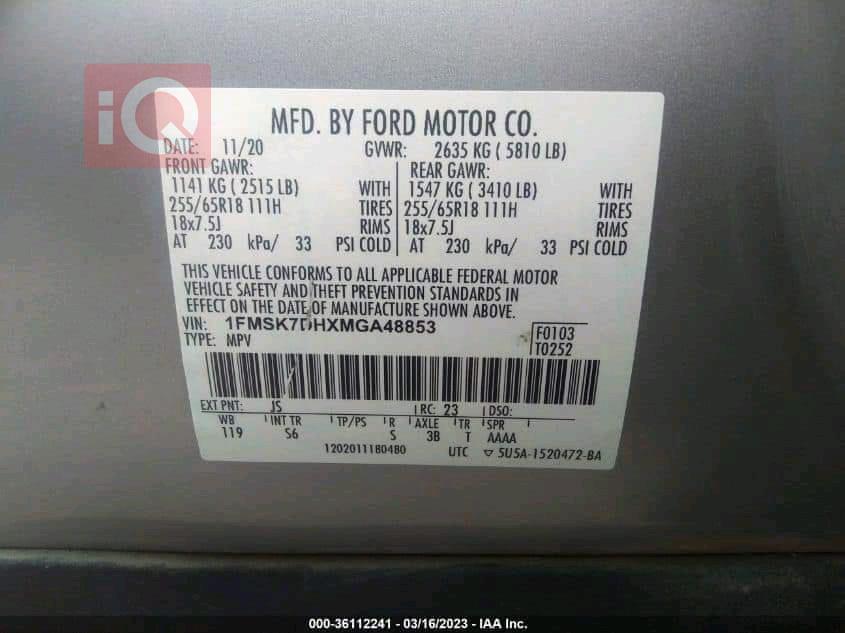 iQ
MFD. BY FORD MOTOR CO.
DATE: 11/20 GVWR: 2635 KG ( 5810 LB)
FRONT GAWR: REAR GAWR:
1141 KG ( 2515 LB) WITH 1547 KG ( 3410 LB) WITH
255/65R18 111H TIRES 255/65R18 111H TIRES
18x7.5J RIMS 18x7.5J RIMS
AT 230 kPa/ 33 PSI COLD AT 230 kPa/ 33 PSI COLD
THIS VEHICLE CONFORMS TO ALL APPLICABLE FEDERAL MOTOR
VEHICLE SAFETY AND THEFT PREVENTION STANDARDS IN
EFFECT ON THE DATE OF MANUFACTURE SHOWN ABOVE.
VIN: 1FMSK7DHXMGA48853 F0103
TYPE: MPV T0252
EXT PNT: JS RC: 23 DSO:
WB INT TR TP/PS R AXLE TR SPR
119 S6 S 3B T AAAA
1202011180480 UTC ▽ 5U5A-1520472-BA
000-36112241 - 03/16/2023 - IAA Inc.